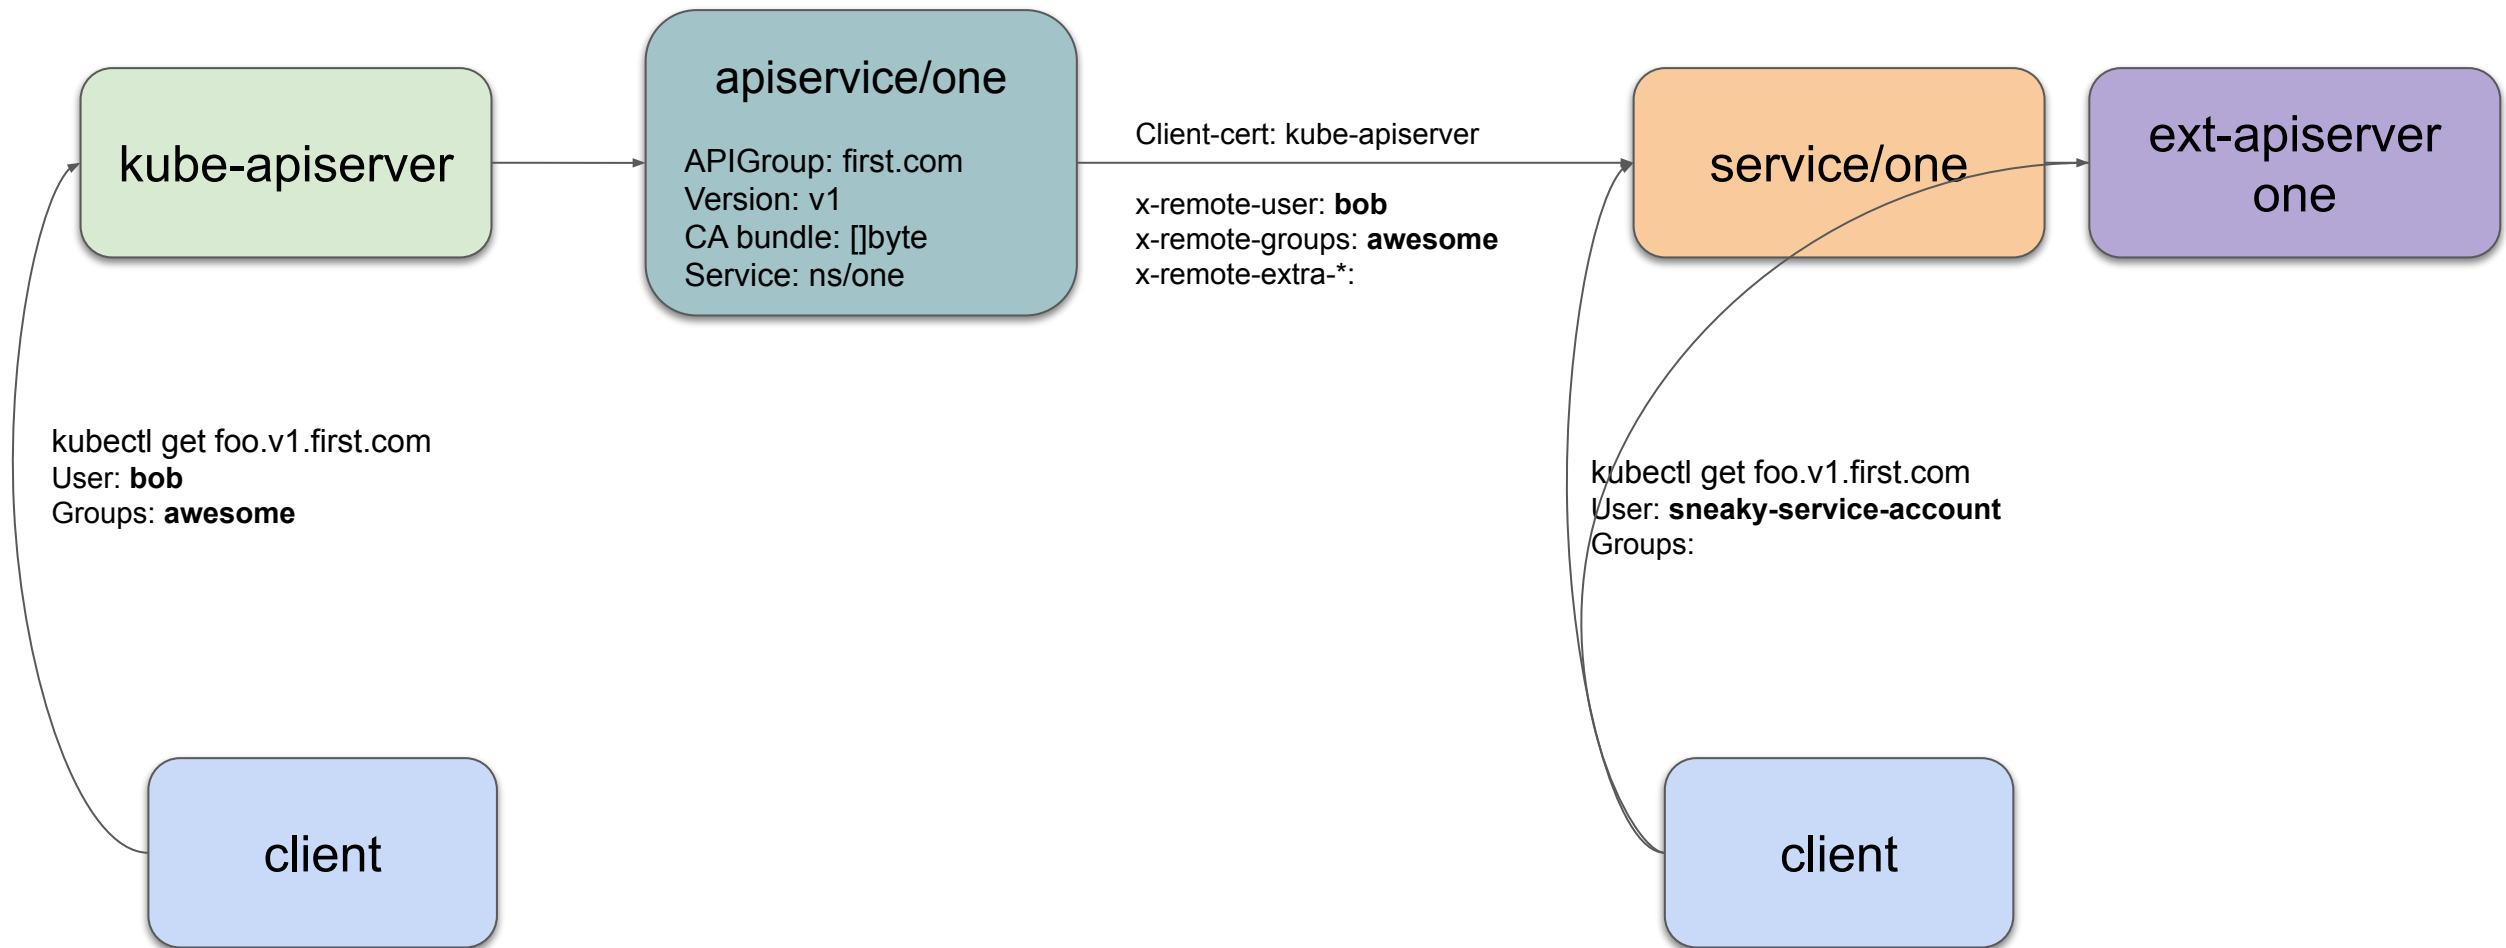 kube-apiserver
apiservice/one
APIGroup: first.com
Version: v1
CA bundle: []byte
Service: ns/one
Client-cert: kube-apiserver
x-remote-user: bob
x-remote-groups: awesome
x-remote-extra-*:
service/one
ext-apiserver
one
kubectl get foo.v1.first.com
User: bob
Groups: awesome
kubectl get foo.v1.first.com
User: sneaky-service-account
Groups:
client
client